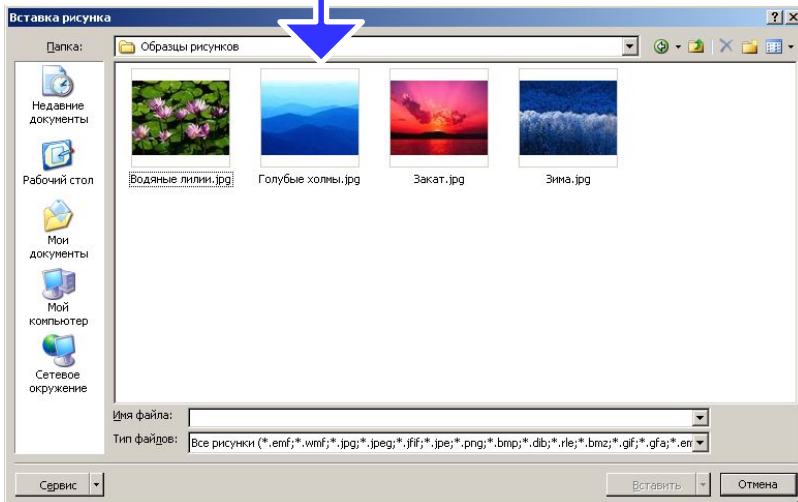 Вставка рисунка
Папка:
Образцы рисунков
Недавние
документы
Рабочий стол
Мои
документы
Мой
компьютер
Сетевое
окружение
Водяные лилии.jpg
Голубые холмы.jpg
Закат.jpg
Зима.jpg
Имя файла:
Тип файлов:
Все рисунки (*.emf;*.wmf;*.jpg;*.jpeg;*.jfif;*.jpe;*.png;*.bmp;*.dib;*.rle;*.bmz;*.gif;*.gfa;*.em
Сервис
Вставить
Отмена